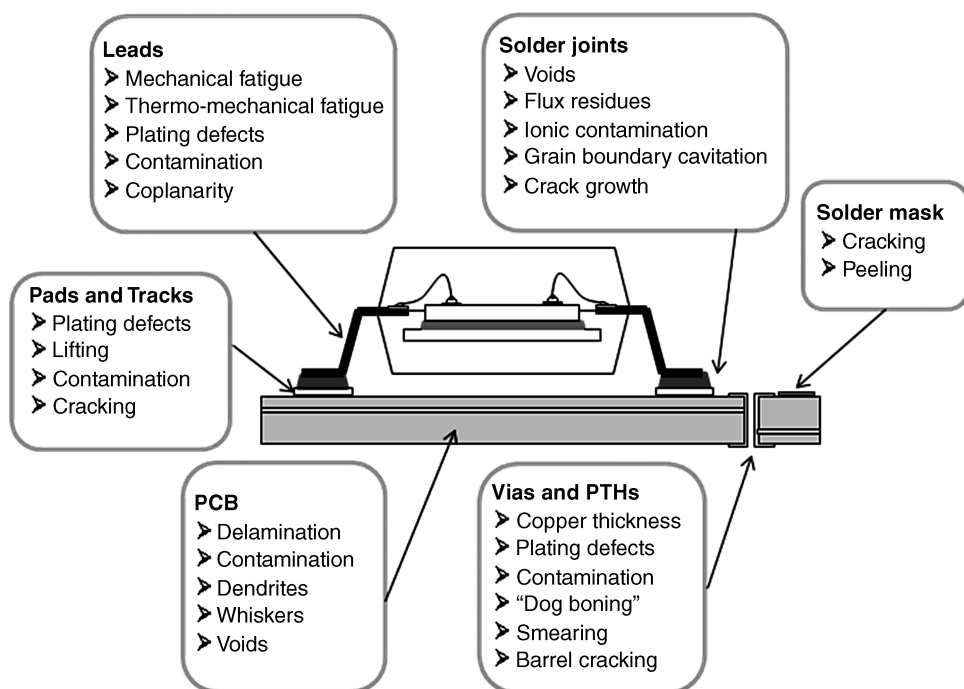 Leads
➢ Mechanical fatigue
➢ Thermo-mechanical fatigue
➢ Plating defects
➢ Contamination
➢ Coplanarity
Solder joints
➢ Voids
➢ Flux residues
➢ Ionic contamination
➢ Grain boundary cavitation
➢ Crack growth
Solder mask
➢ Cracking
➢ Peeling
Pads and Tracks
➢ Plating defects
➢ Lifting
➢ Contamination
➢ Cracking
PCB
➢ Delamination
➢ Contamination
➢ Dendrites
➢ Whiskers
➢ Voids
Vias and PTHs
➢ Copper thickness
➢ Plating defects
➢ Contamination
➢ “Dog boning”
➢ Smearing
➢ Barrel cracking